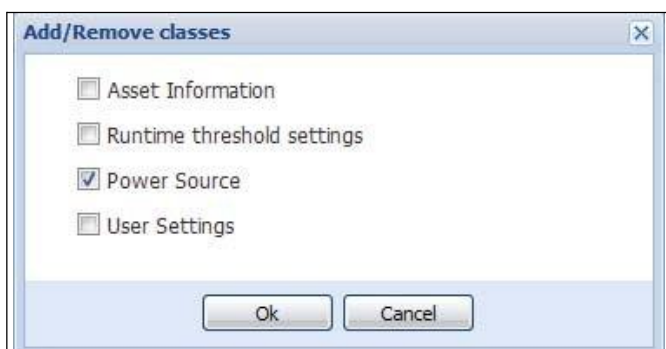 Add/Remove classes
Asset Information
Runtime threshold settings
Power Source
User Settings
Ok Cancel